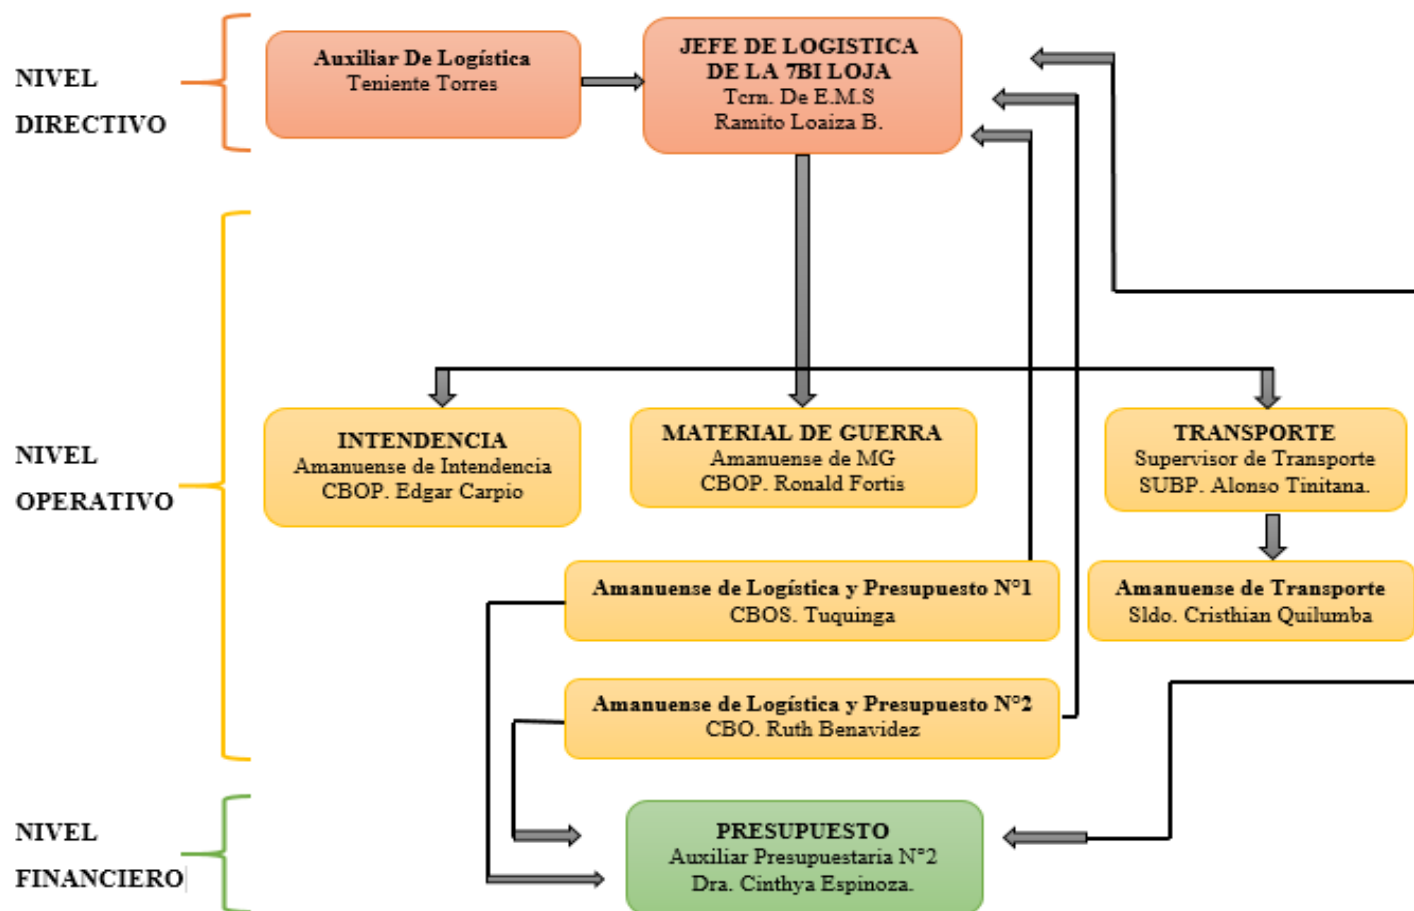 NIVEL
DIRECTIVO
Auxiliar De Logística
Teniente Torres
JEFE DE LOGISTICA
DE LA 7BI LOJA
Tcrn. De E.M.S
Ramito Loaiza B.
NIVEL
OPERATIVO
INTENDENCIA
Amanuense de Intendencia
CBOP. Edgar Carpio
MATERIAL DE GUERRA
Amanuense de MG
CBOP. Ronald Fortis
TRANSPORTE
Supervisor de Transporte
SUBP. Alonso Tinitana.
Amanuense de Logística y Presupuesto N°1
CBOS. Tuquinga
Amanuense de Transporte
Sldo. Cristhian Quilumba
Amanuense de Logística y Presupuesto N°2
CBO. Ruth Benavidez
NIVEL
FINANCIERO
PRESUPUESTO
Auxiliar Presupuestaria N°2
Dra. Cinthya Espinoza.